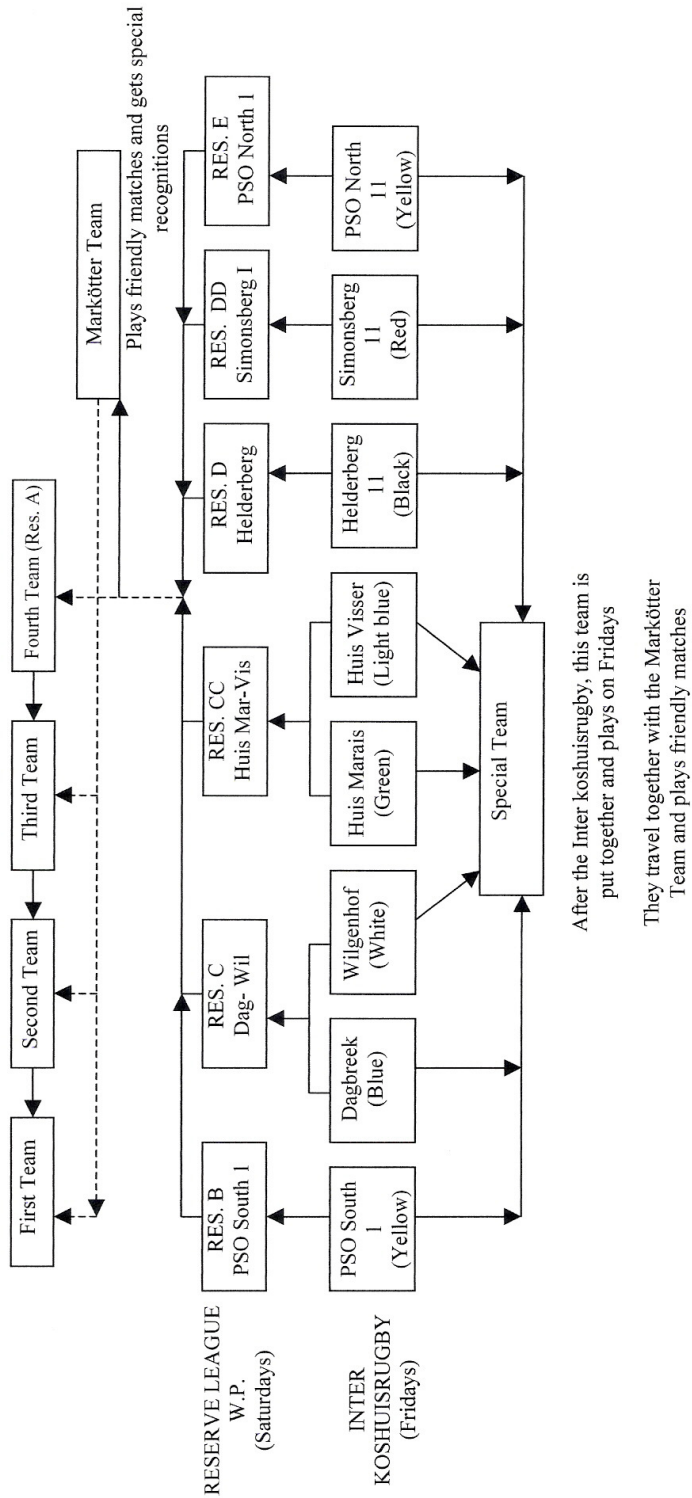 First Team
Second Team
Third Team
Fourth Team (Res. A)
Markötter Team
Plays friendly matches and gets special
recognitions
RESERVE LEAGUE
W.P.
(Saturdays)
RES. B
PSO South 1
RES. C
Dag- Wil
RES. CC
Huis Mar-Vis
RES. D
Helderberg
RES. DD
Simonsberg I
RES. E
PSO North 1
INTER
KOSHUISRUGBY
(Fridays)
PSO South
1
(Yellow)
Dagbreek
(Blue)
Wilgenhof
(White)
Huis Marais
(Green)
Huis Visser
(Light blue)
Helderberg
11
(Black)
Simonsberg
11
(Red)
PSO North
11
(Yellow)
Special Team
After the Inter koshuisrugby, this team is
put together and plays on Fridays
They travel together with the Markötter
Team and plays friendly matches